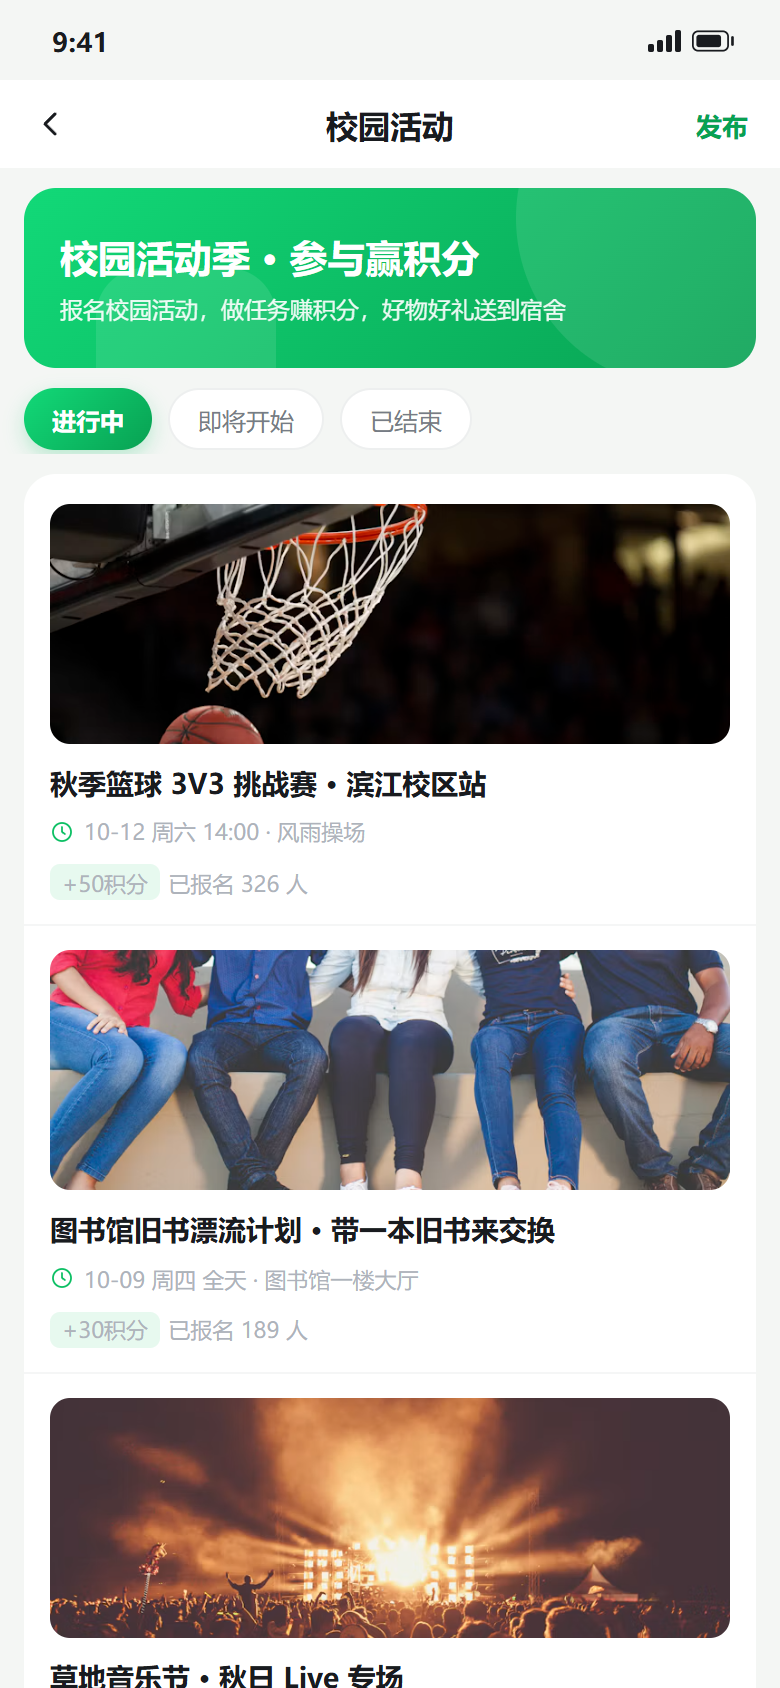 9:41
校园活动
发布
校园活动季 • 参与赢积分
报名校园活动，做任务赚积分，好物好礼送到宿舍
进行中
即将开始
已结束
秋季篮球 3V3 挑战赛 • 滨江校区站
10-12 周六 14:00 · 风雨操场
+50积分 已报名 326 人
图书馆旧书漂流计划 • 带一本旧书来交换
10-09 周四 全天 · 图书馆一楼大厅
+30积分 已报名 189 人
草地音乐节 • 秋日 Live 专场